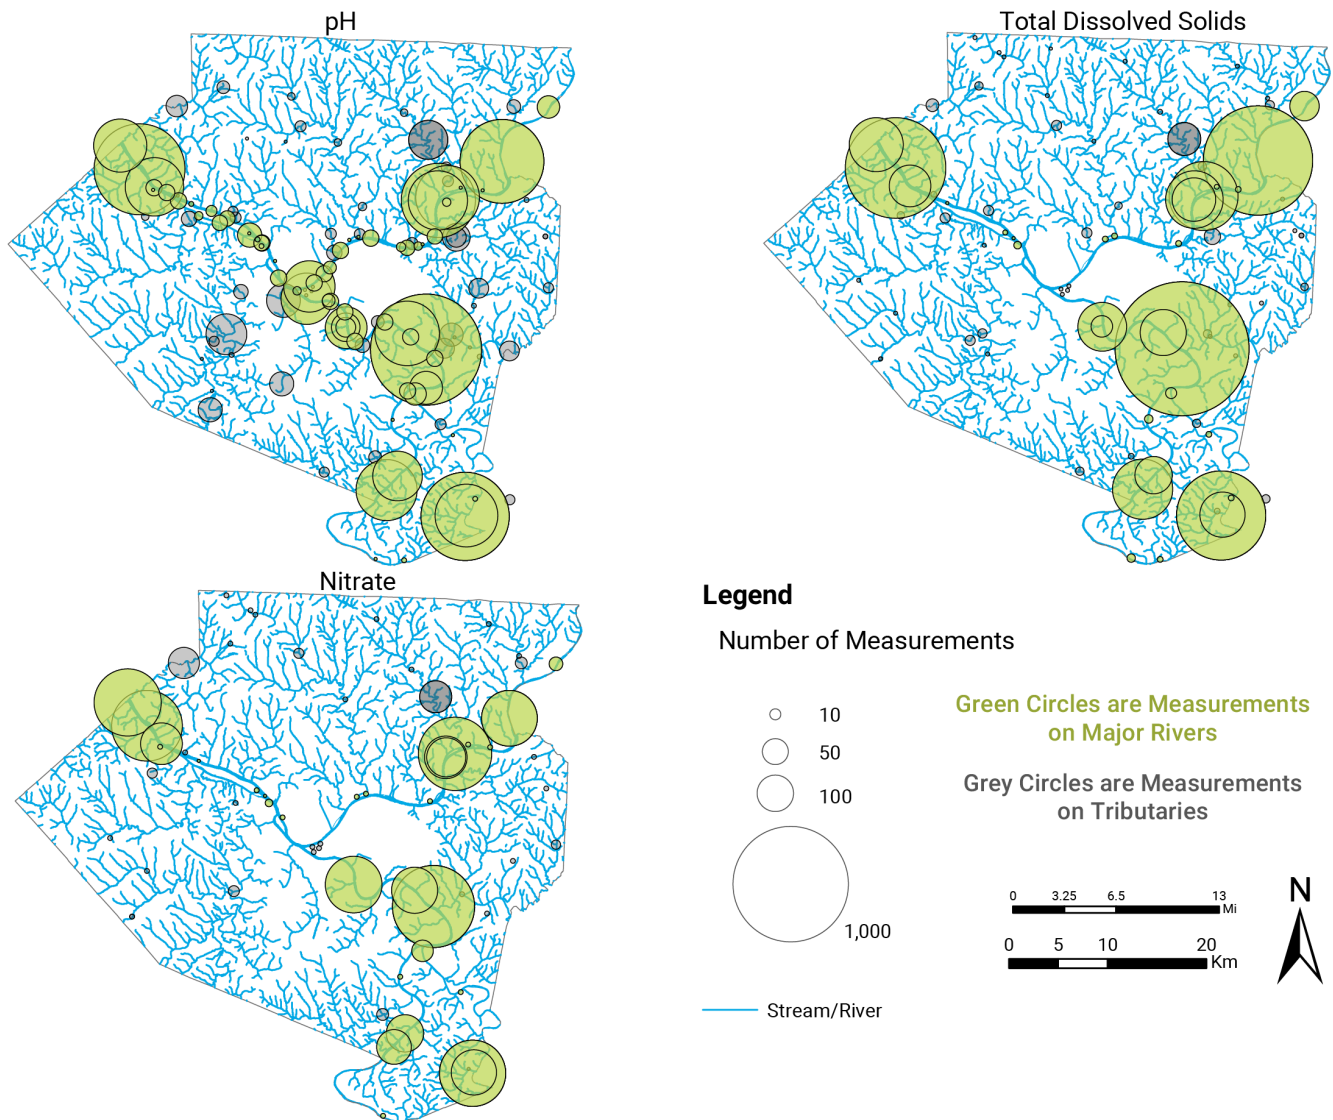 pH
Total Dissolved Solids
Nitrate
Legend
Number of Measurements
10
50
100
1,000
Green Circles are Measurements
on Major Rivers
Grey Circles are Measurements
on Tributaries
N
0 3.25 6.5 13
Mi
0 5 10 20
Km
Stream/River